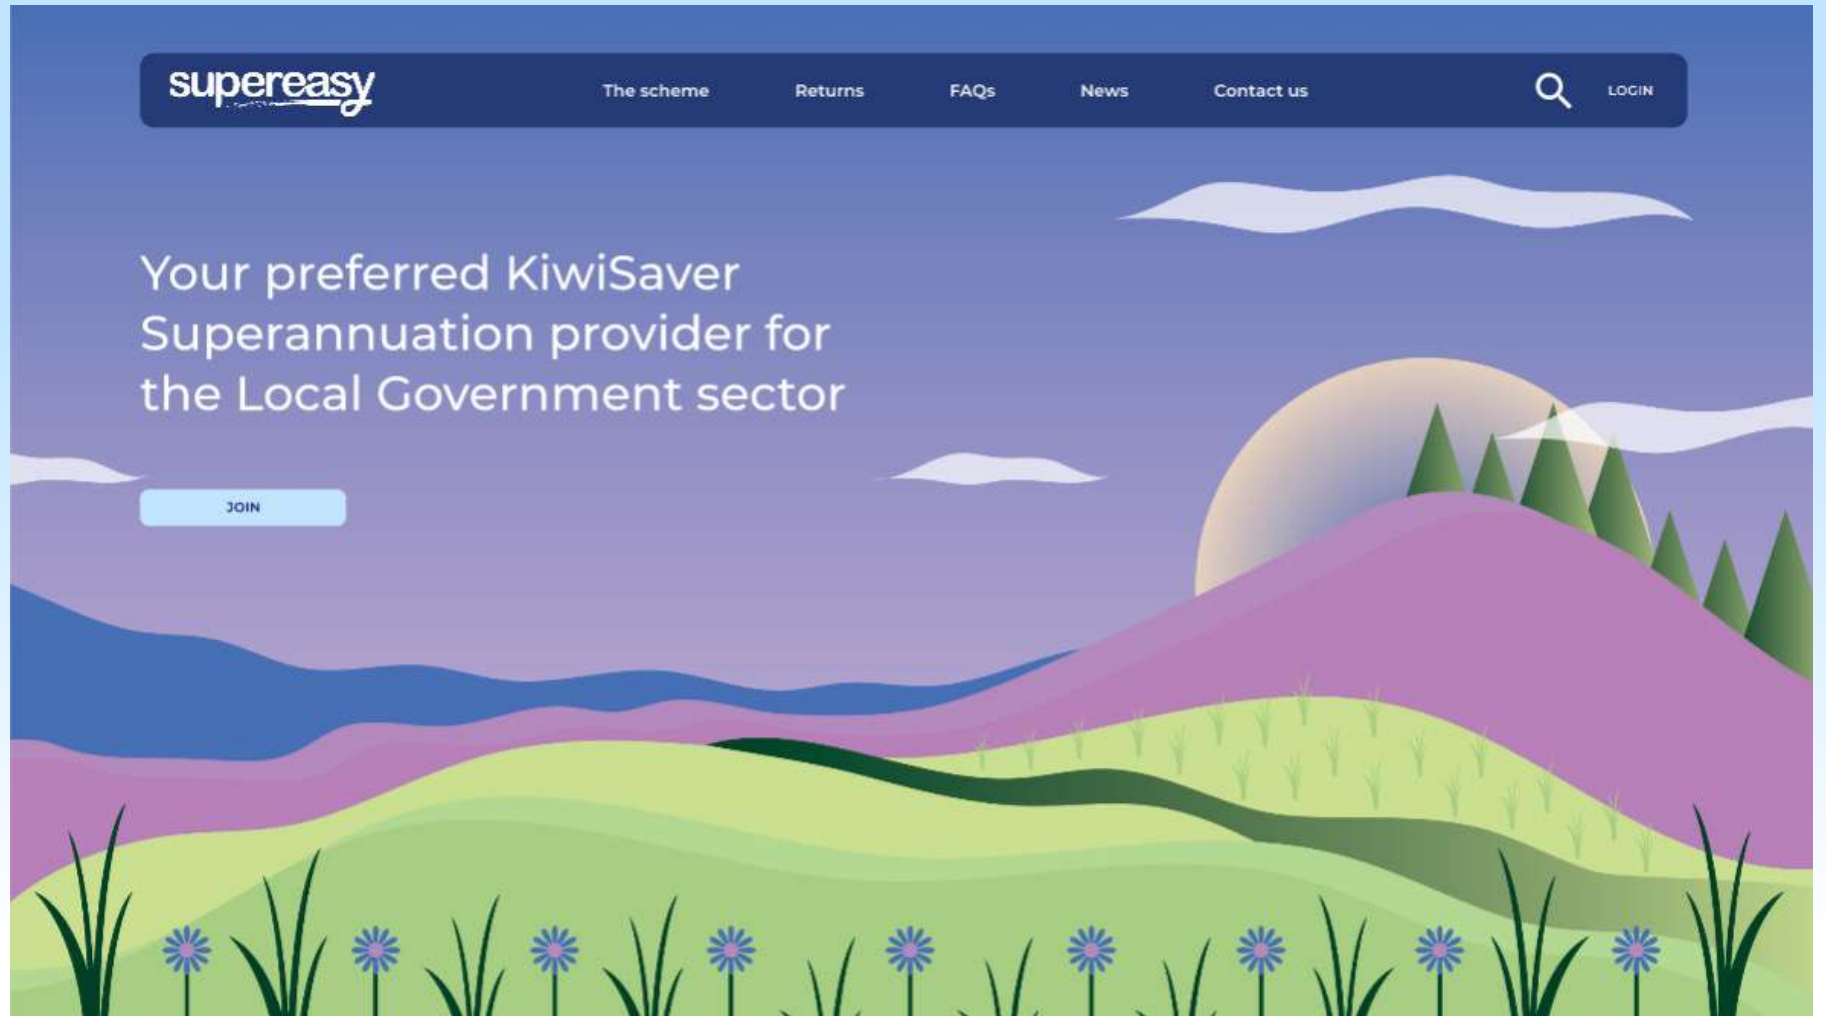 supereasy
The scheme Returns FAQs News Contact us LOGIN
Your preferred KiwiSaver
Superannuation provider for
the Local Government sector
JOIN